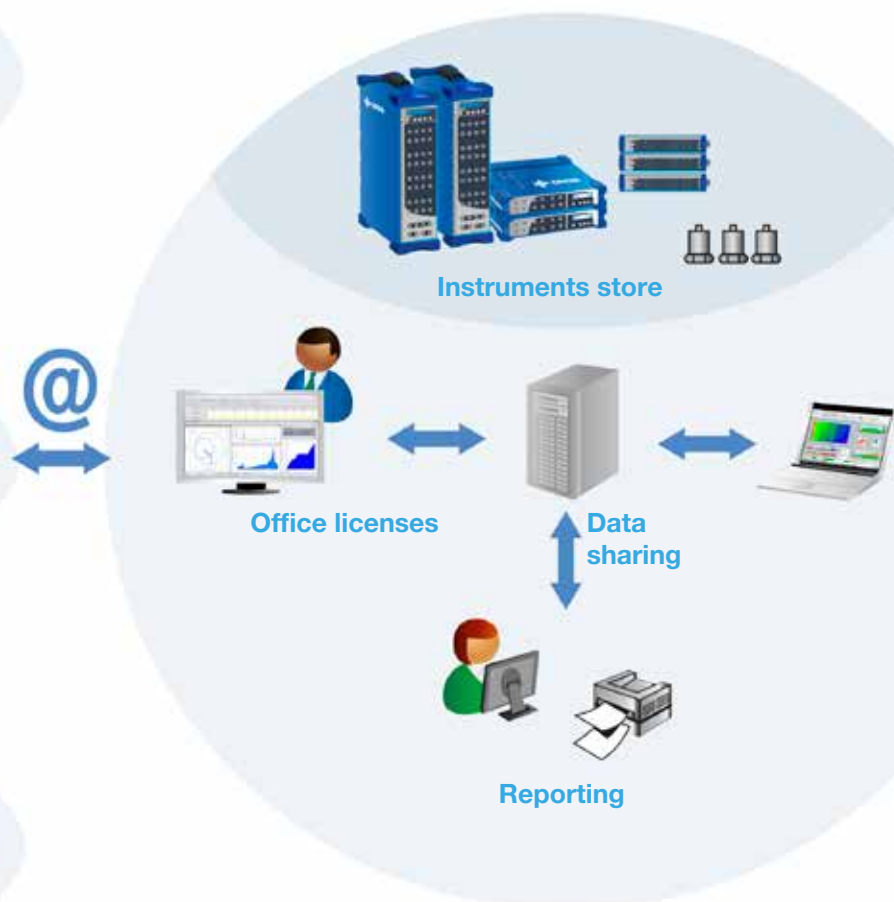 Instruments store
@
Office licenses
Data
sharing
Reporting